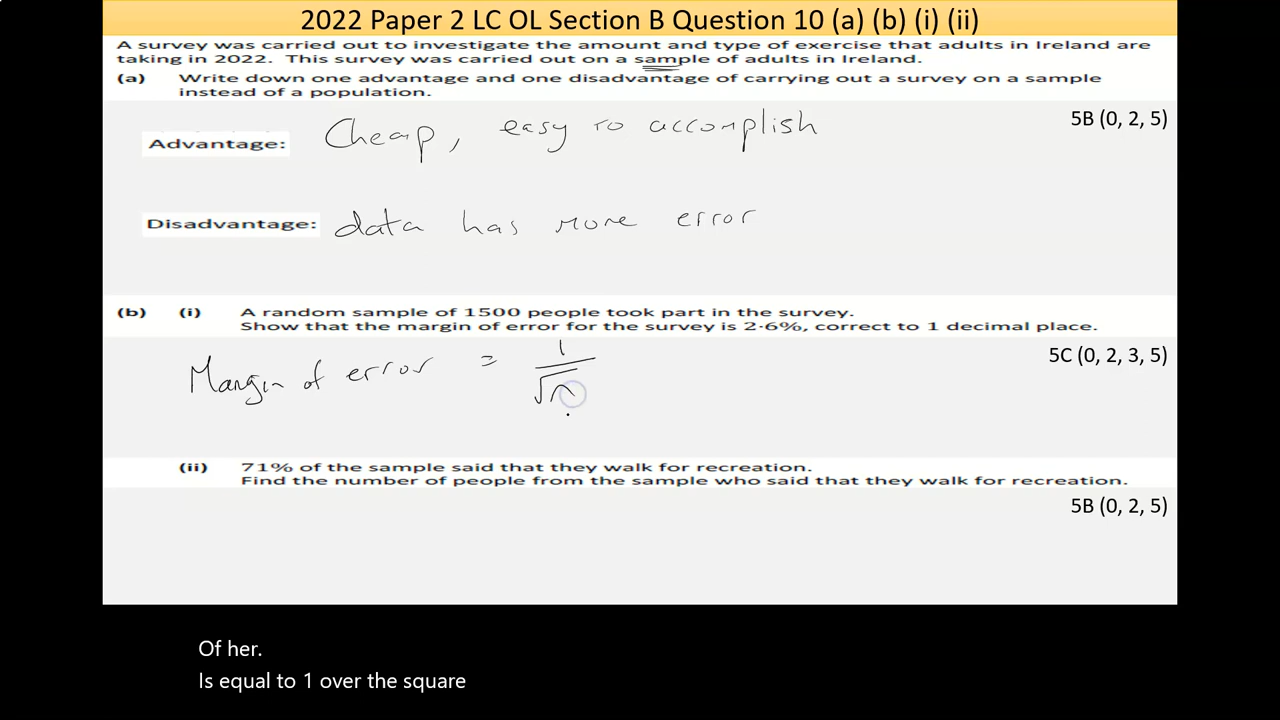 2022 Paper 2 LC OL Section B Question 10 (a) (b) (i) (ii)
A survey was carried out to investigate the amount and type of exercise that adults in Ireland are
taking in 2022. This survey was carried out on a sample of adults in Ireland.
(a) Write down one advantage and one disadvantage of carrying out a survey on a sample
instead of a population.
5B (0, 2, 5)
Advantage: Cheap, easy to accomplish
Disadvantage: data has more error
(b) (i) A random sample of 1500 people took part in the survey.
Show that the margin of error for the survey is 2·6%, correct to 1 decimal place.
5C (0, 2, 3, 5)
Margin of error = 1/√n
(ii) 71% of the sample said that they walk for recreation.
Find the number of people from the sample who said that they walk for recreation.
5B (0, 2, 5)
Of her.
Is equal to 1 over the square